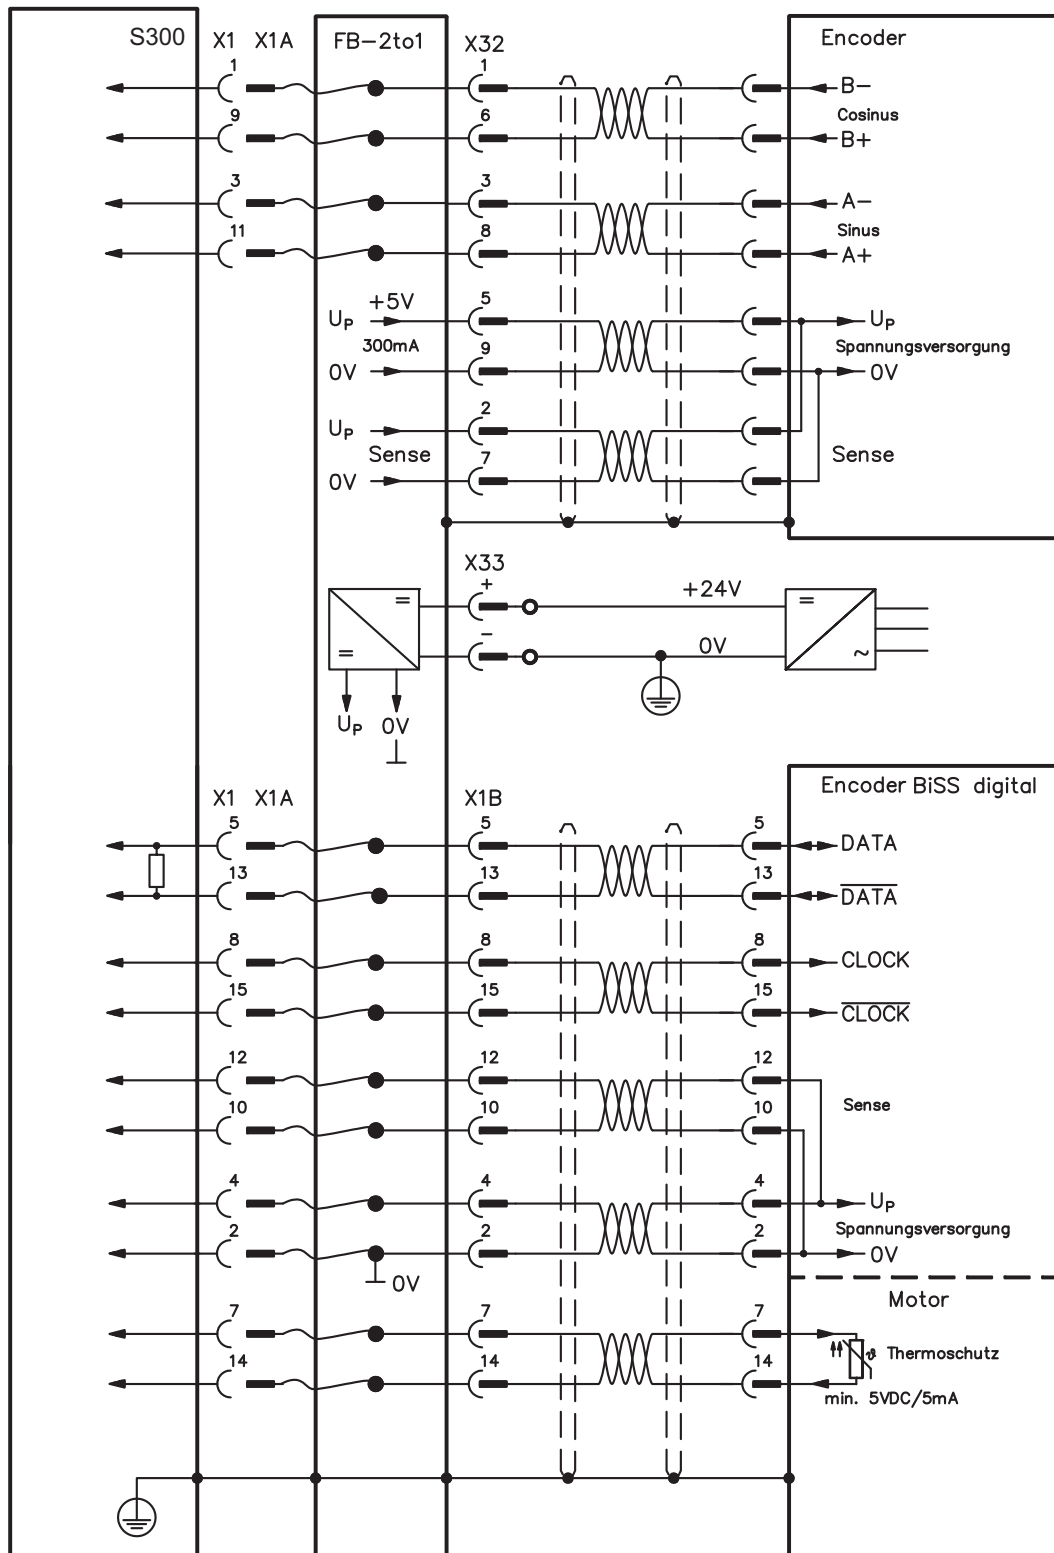 S300 X1 X1A FB-2to1 X32 Encoder
1 1 B-
Cosinus
9 6 B+
3 3 A-
Sinus
11 8 A+
+5V 5
UP UP
300mA 9 Spannungsversorgung
0V 0V
2
UP
Sense 7 Sense
0V
X33
+ +24V
=
=
- 0V
~
UP 0V
Encoder BiSS digital
X1 X1A X1B
5 5 5 DATA
13 13 13 DATA
8 8 8 CLOCK
15 15 15 CLOCK
12 12 12
Sense
10 10 10
4 4 4 UP
Spannungsversorgung
2 2 2 0V
0V
Motor
7 7 7
ϑ Thermoschutz
14 14 14
min. 5VDC/5mA